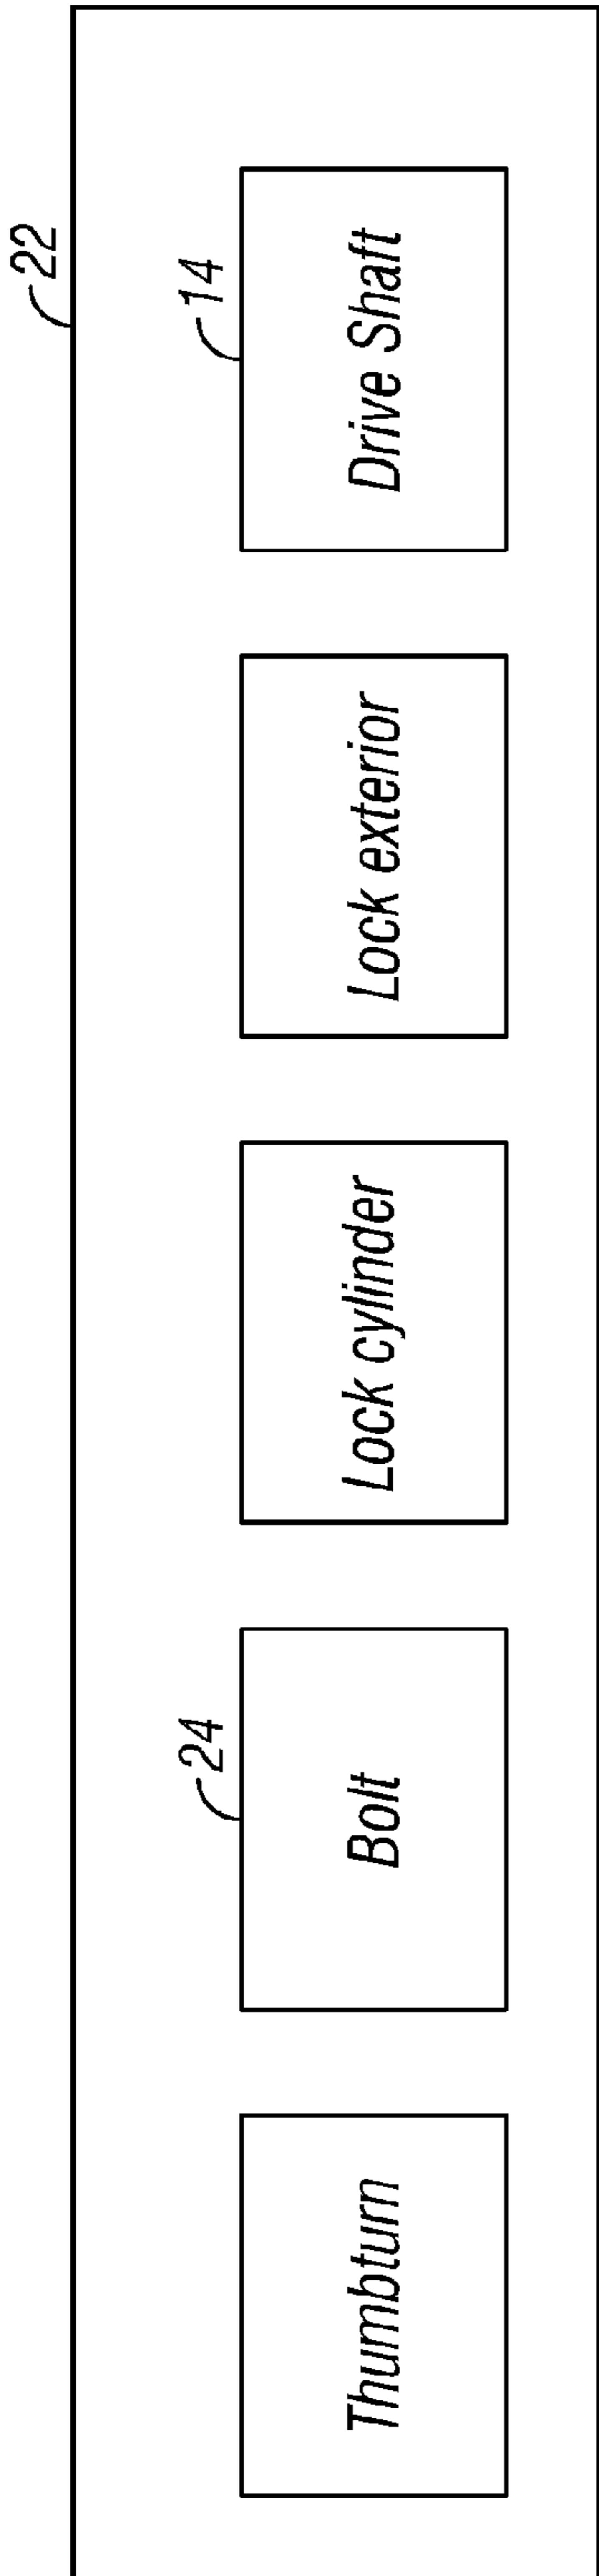 22
Thumbturn
24
Bolt
Lock cylinder
Lock exterior
14
Drive Shaft